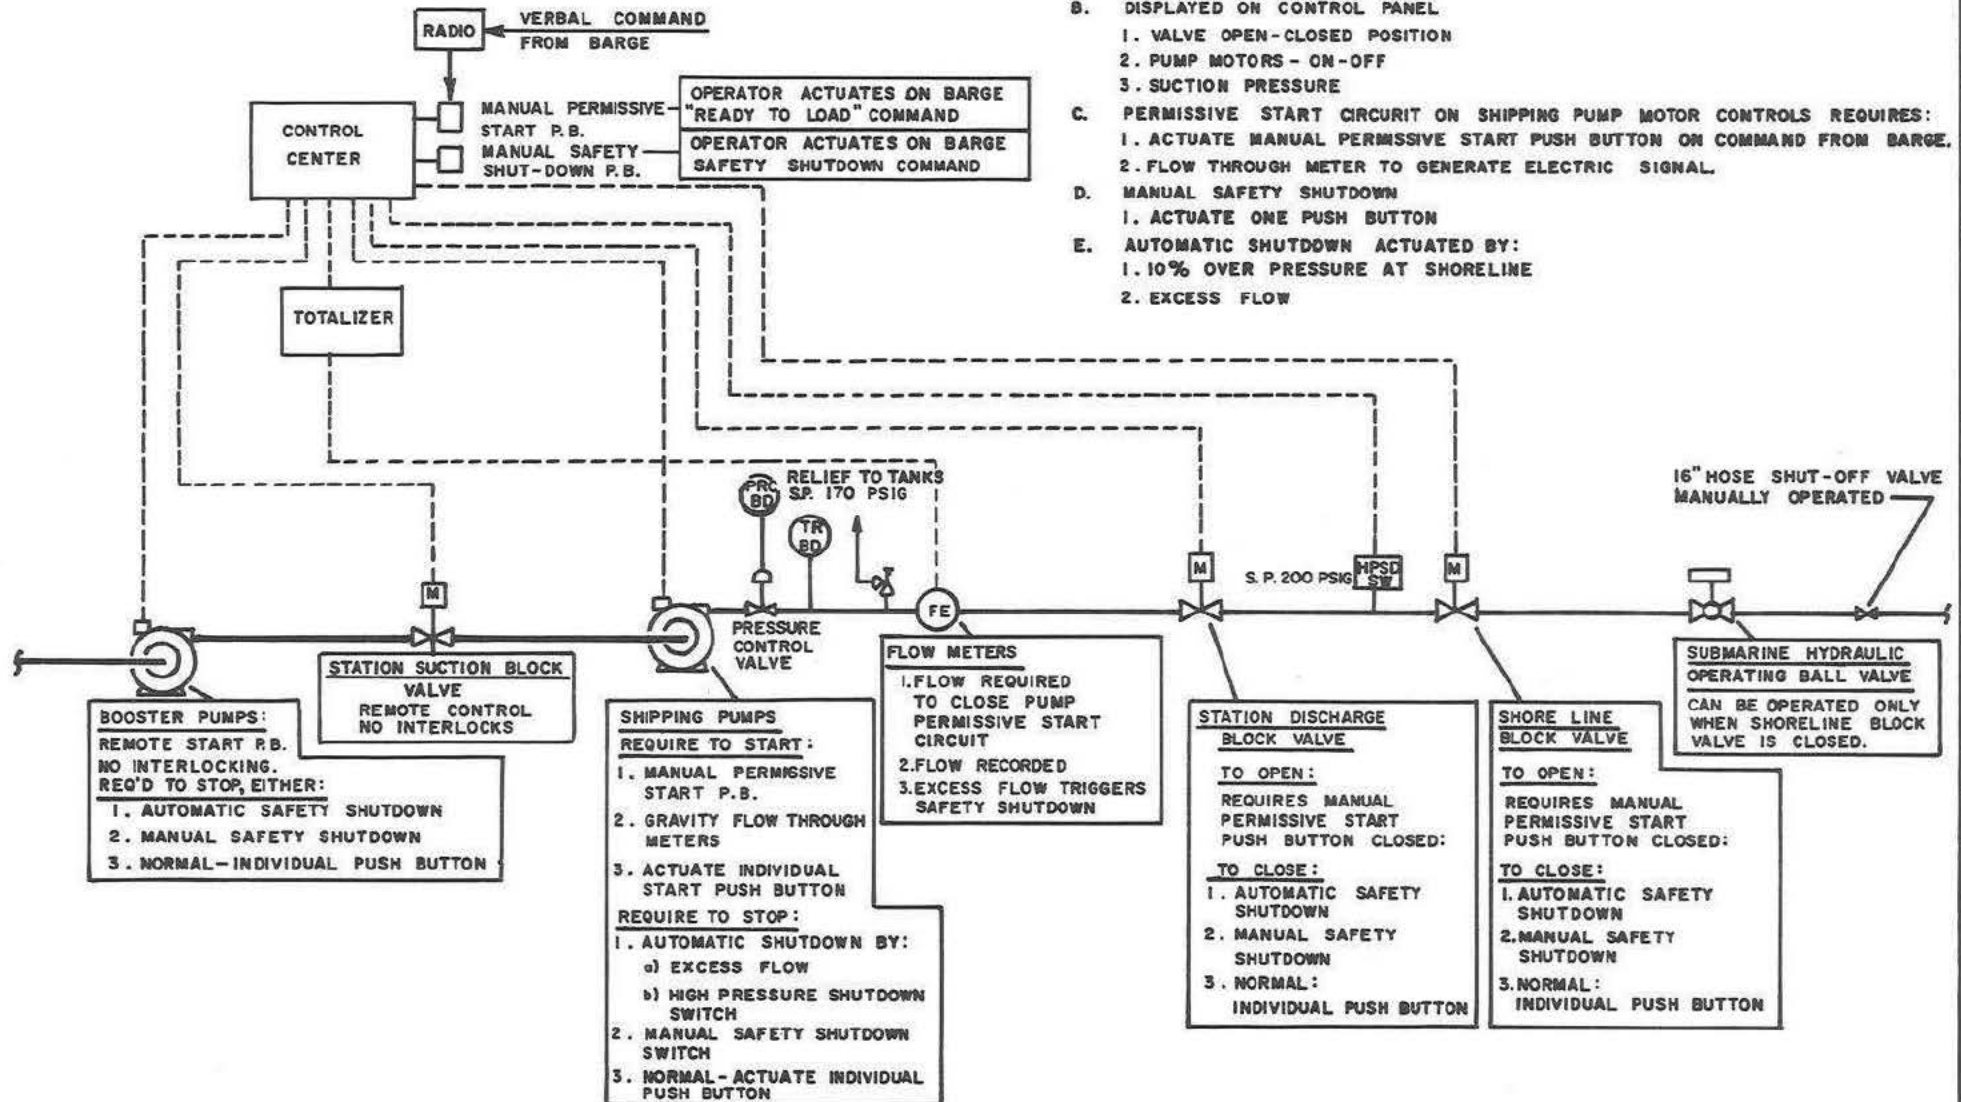 RADIO
VERBAL COMMAND
FROM BARGE
CONTROL
CENTER
MANUAL PERMISSIVE
START P.B.
MANUAL SAFETY
SHUT-DOWN P.B.
OPERATOR ACTUATES ON BARGE
"READY TO LOAD" COMMAND
OPERATOR ACTUATES ON BARGE
SAFETY SHUTDOWN COMMAND
B. DISPLAYED ON CONTROL PANEL
1. VALVE OPEN-CLOSED POSITION
2. PUMP MOTORS - ON-OFF
3. SUCTION PRESSURE
C. PERMISSIVE START CIRCURIT ON SHIPPING PUMP MOTOR CONTROLS REQUIRES:
1. ACTUATE MANUAL PERMISSVE START PUSH BUTTON ON COMMAND FROM BARGE.
2. FLOW THROUGH METER TO GENERATE ELECTRIC SIGNAL.
D. MANUAL SAFETY SHUTDOWN
1. ACTUATE ONE PUSH BUTTON
E. AUTOMATIC SHUTDOWN ACTUATED BY:
1. 10% OVER PRESSURE AT SHORELINE
2. EXCESS FLOW
TOTALIZER
PRC
BD
RELIEF TO TANKS
S.P. 170 PSIG
TR
BD
M
FE
M
S.P. 200 PSIG
HPSD
SW
M
16" HOSE SHUT-OFF VALVE
MANUALLY OPERATED
PRESSURE
CONTROL
VALVE
BOOSTER PUMPS:
REMOTE START P.B.
NO INTERLOCKING.
REQ'D TO STOP, EITHER:
1. AUTOMATIC SAFETY SHUTDOWN
2. MANUAL SAFETY SHUTDOWN
3. NORMAL-INDIVIDUAL PUSH BUTTON
STATION SUCTION BLOCK
VALVE
REMOTE CONTROL
NO INTERLOCKS
SHIPPING PUMPS
REQUIRE TO START:
1. MANUAL PERMISSIVE
START P.B.
2. GRAVITY FLOW THROUGH
METERS
3. ACTUATE INDIVIDUAL
START PUSH BUTTON
REQUIRE TO STOP:
1. AUTOMATIC SHUTDOWN BY:
a) EXCESS FLOW
b) HIGH PRESSURE SHUTDOWN
SWITCH
2. MANUAL SAFETY SHUTDOWN
SWITCH
3. NORMAL-ACTUATE INDIVIDUAL
PUSH BUTTON
FLOW METERS
1. FLOW REQUIRED
TO CLOSE PUMP
PERMISSIVE START
CIRCUIT
2. FLOW RECORDED
3. EXCESS FLOW TRIGGERS
SAFETY SHUTDOWN
STATION DISCHARGE
BLOCK VALVE
TO OPEN:
REQUIRES MANUAL
PERMISSIVE START
PUSH BUTTON CLOSED:
TO CLOSE:
1. AUTOMATIC SAFETY
SHUTDOWN
2. MANUAL SAFETY
SHUTDOWN
3. NORMAL:
INDIVIDUAL PUSH BUTTON
SHORE LINE
BLOCK VALVE
TO OPEN:
REQUIRES MANUAL
PERMISSIVE START
PUSH BUTTON CLOSED:
TO CLOSE:
1. AUTOMATIC SAFETY
SHUTDOWN
2. MANUAL SAFETY
SHUTDOWN
3. NORMAL:
INDIVIDUAL PUSH BUTTON
SUBMARINE HYDRAULIC
OPERATING BALL VALVE
CAN BE OPERATED ONLY
WHEN SHORELINE BLOCK
VALVE IS CLOSED.